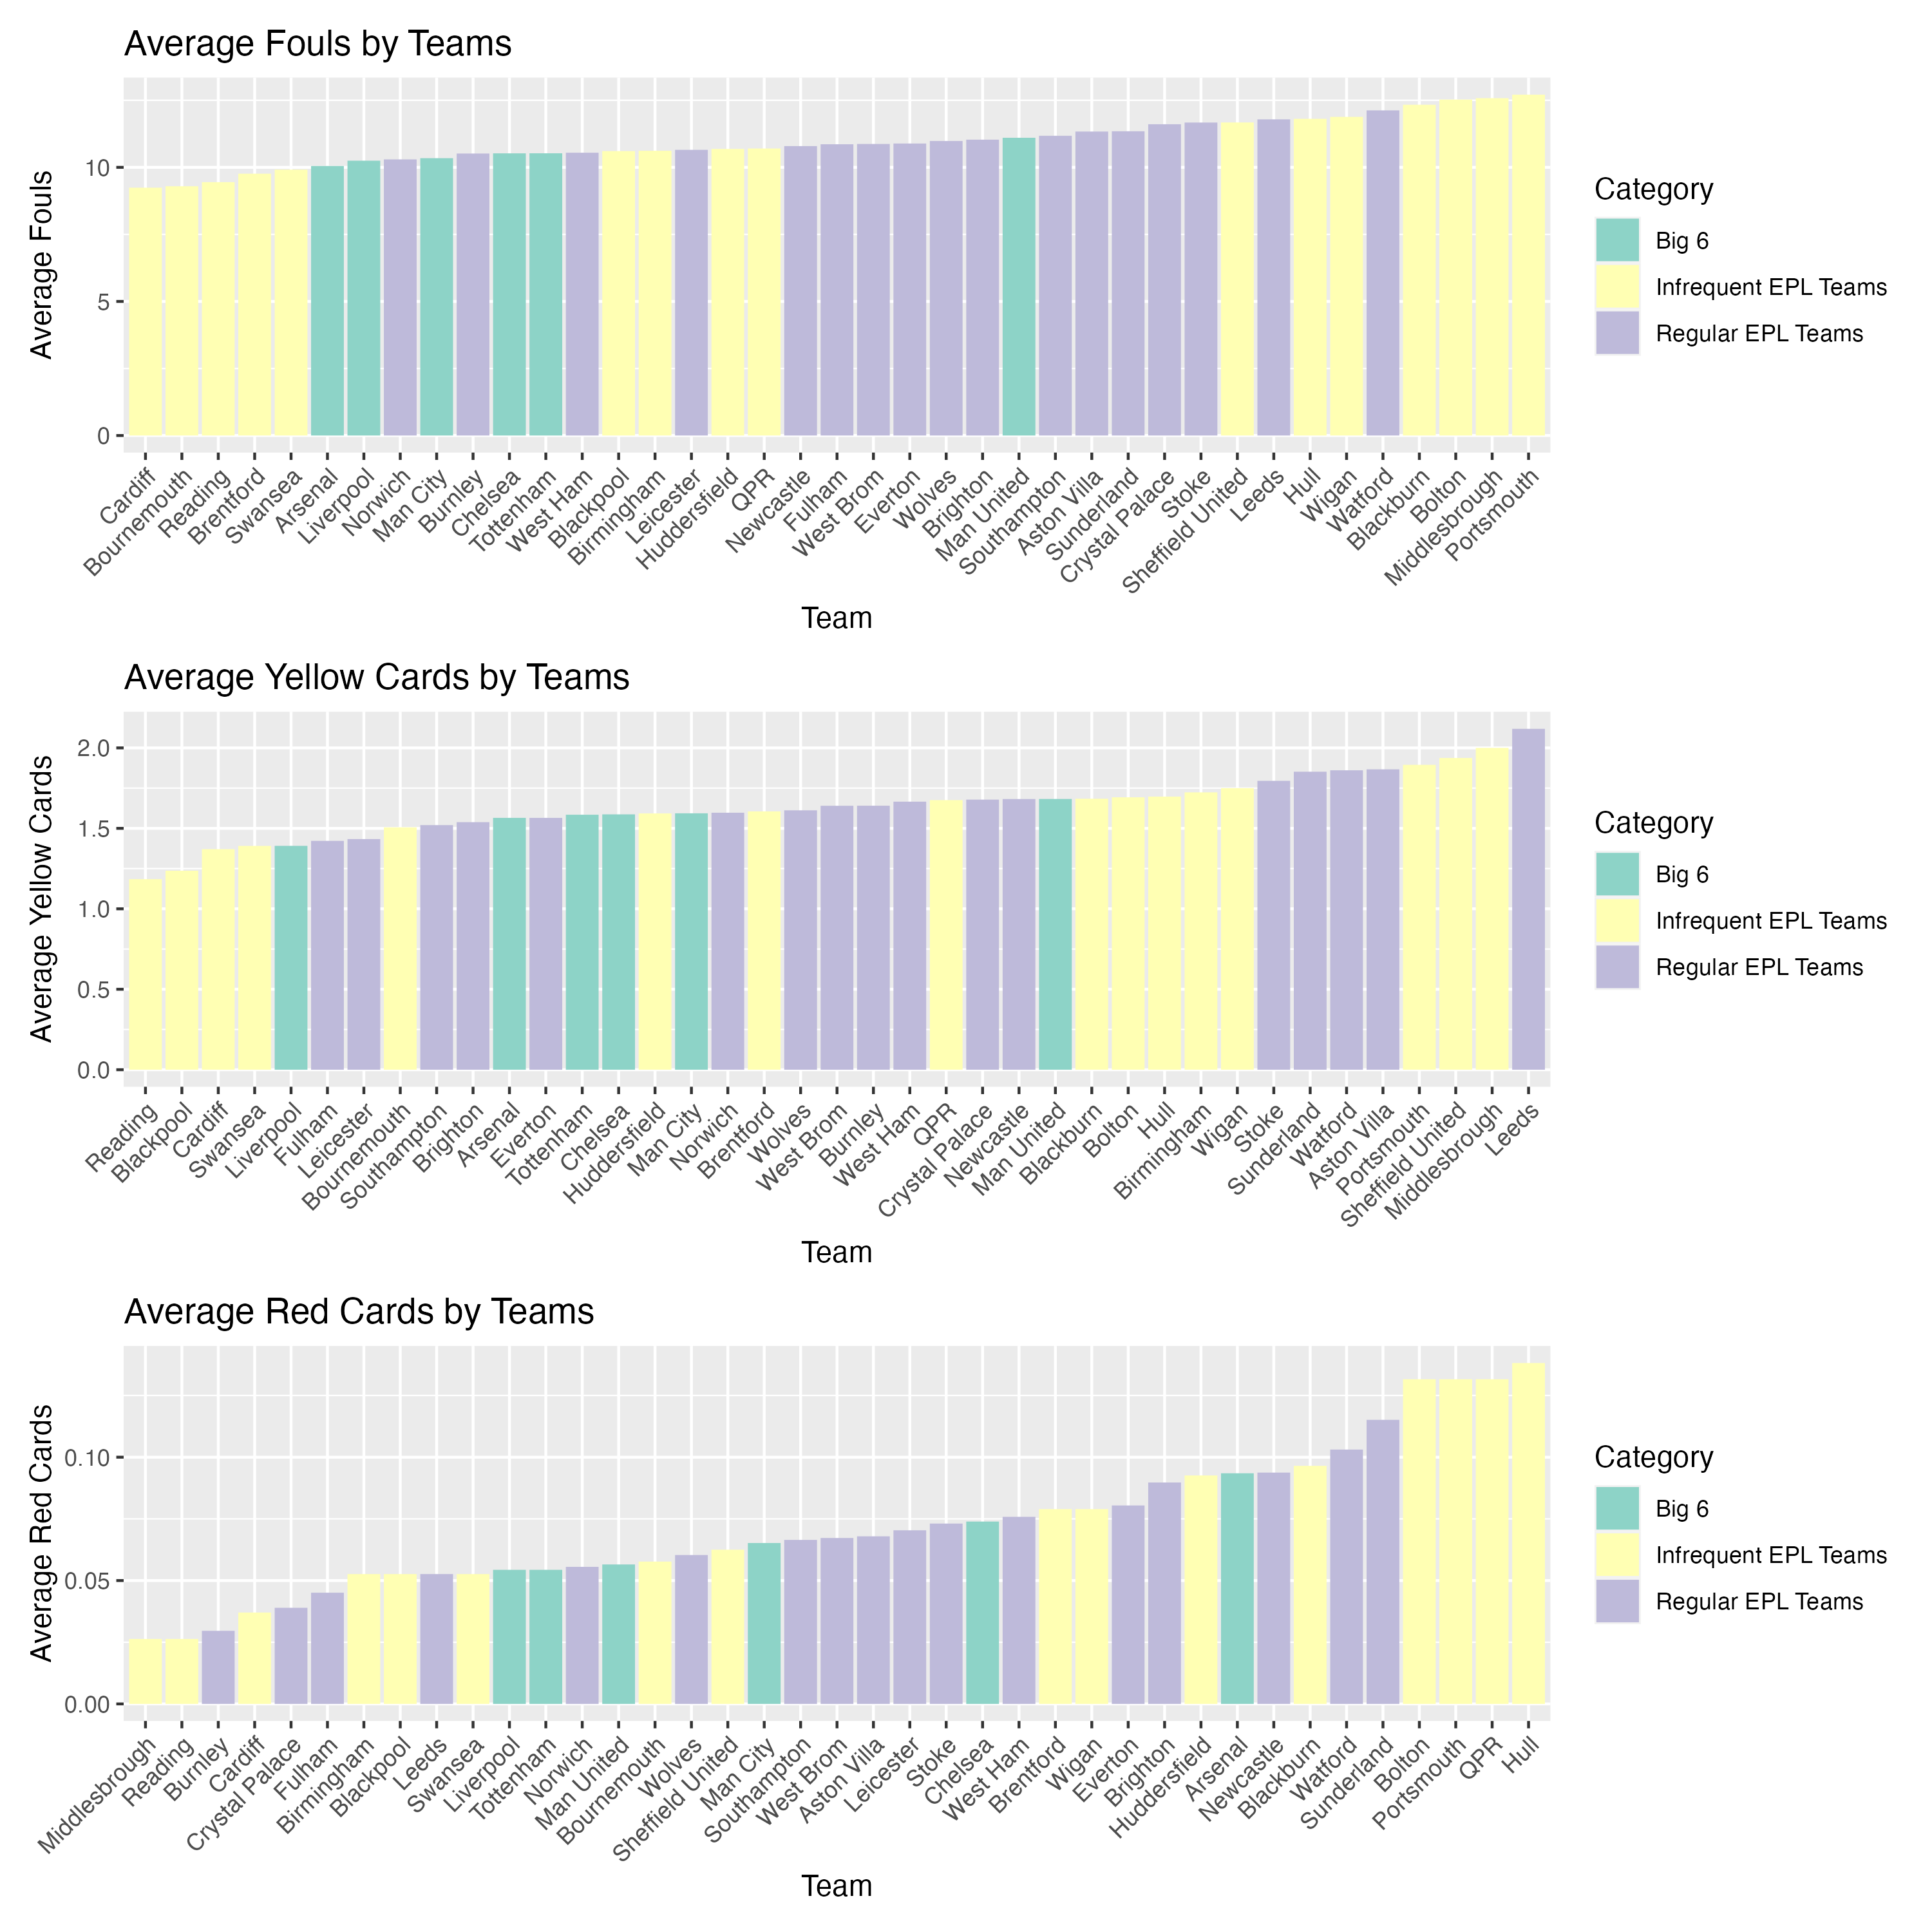 Average Fouls by Teams
Average Fouls
10
5
0
Cardiff
Bournemouth
Reading
Brentford
Swansea
Arsenal
Liverpool
Norwich
Man City
Burnley
Chelsea
Tottenham
West Ham
Blackpool
Birmingham
Leicester
Huddersfield
QPR
Newcastle
Fulham
West Brom
Everton
Wolves
Brighton
Man United
Southampton
Aston Villa
Sunderland
Crystal Palace
Stoke
Sheffield United
Leeds
Hull
Wigan
Watford
Blackburn
Bolton
Middlesbrough
Portsmouth
Team
Category
Big 6
Infrequent EPL Teams
Regular EPL Teams
Average Yellow Cards by Teams
Average Yellow Cards
2.0
1.5
1.0
0.5
0.0
Reading
Blackpool
Cardiff
Swansea
Liverpool
Fulham
Leicester
Bournemouth
Southampton
Brighton
Arsenal
Everton
Tottenham
Chelsea
Huddersfield
Man City
Norwich
Brentford
Wolves
West Brom
Burnley
West Ham
QPR
Crystal Palace
Newcastle
Man United
Blackburn
Bolton
Hull
Birmingham
Wigan
Stoke
Sunderland
Watford
Aston Villa
Portsmouth
Sheffield United
Middlesbrough
Leeds
Team
Category
Big 6
Infrequent EPL Teams
Regular EPL Teams
Average Red Cards by Teams
Average Red Cards
0.10
0.05
0.00
Middlesbrough
Reading
Burnley
Cardiff
Crystal Palace
Fulham
Birmingham
Blackpool
Leeds
Swansea
Liverpool
Tottenham
Norwich
Man United
Bournemouth
Wolves
Sheffield United
Man City
Southampton
West Brom
Aston Villa
Leicester
Stoke
Chelsea
West Ham
Brentford
Wigan
Everton
Brighton
Huddersfield
Arsenal
Newcastle
Blackburn
Watford
Sunderland
Bolton
Portsmouth
QPR
Hull
Team
Category
Big 6
Infrequent EPL Teams
Regular EPL Teams